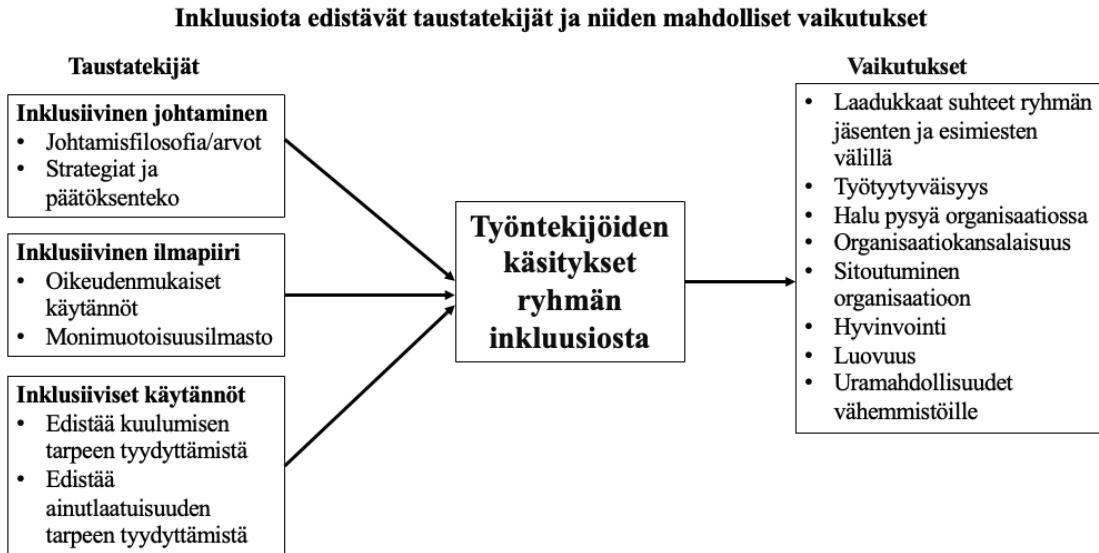 Inkluusiota edistävät taustatekijät ja niiden mahdolliset vaikutukset
Taustatekijät
Inklusiivinen johtaminen
• Johtamisfilosofia/arvot
• Strategiat ja
päätöksenteko
Inklusiivinen ilmapiiri
• Oikeudenmukaiset
käytännöt
• Monimuotoisuusilmasto
Inklusiiviset käytännöt
• Edistää kuulumisen
tarpeen tyydyttämistä
• Edistää
ainutlaatuisuuden
tarpeen tyydyttämistä
Työntekijöiden
käsitykset
ryhmän
inkluusiosta
Vaikutukset
• Laadukkaat suhteet ryhmän
jäsenten ja esimiesten
välillä
• Työtyytyväisyys
• Halu pysyä organisaatiossa
• Organisaatiokansalaisuus
• Sitoutuminen
organisaatioon
• Hyvinvointi
• Luovuus
• Uramahdollisuudet
vähemmistöille